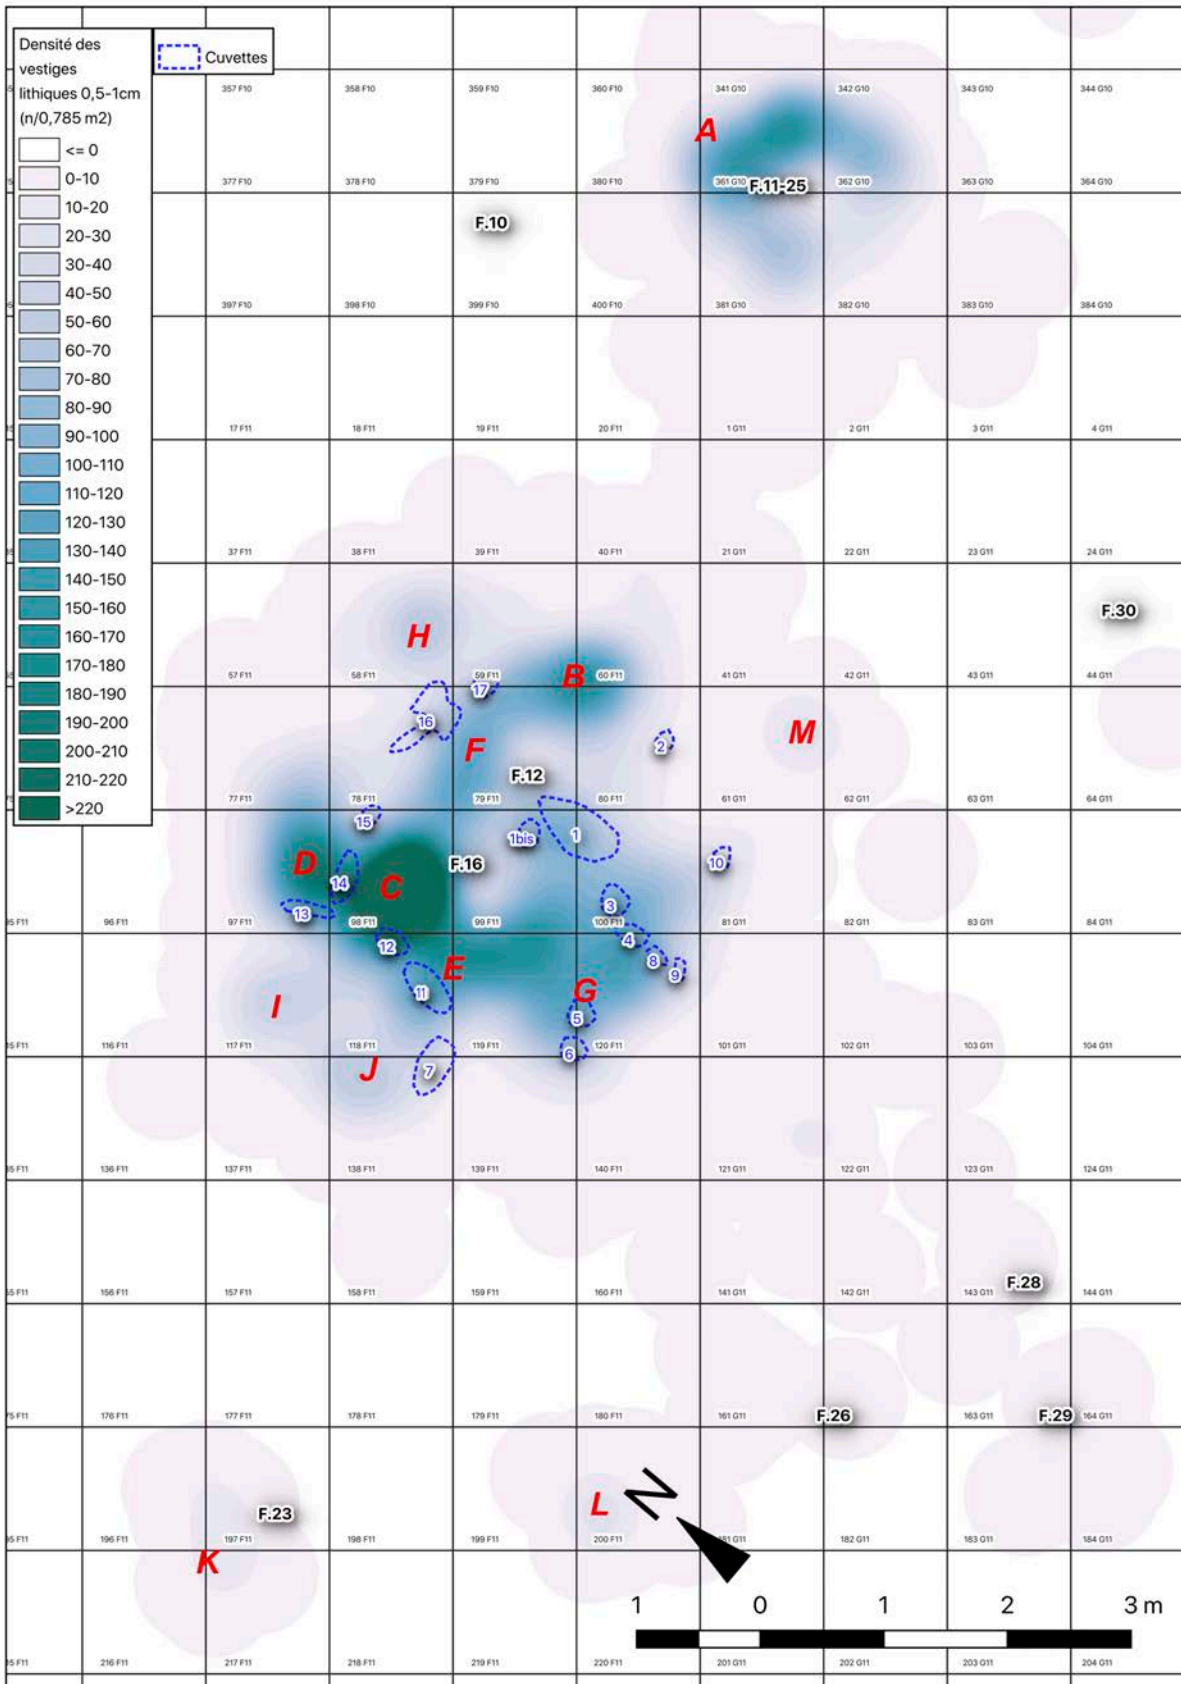 Densité des
vestiges
lithiques 0,5-1cm
(n/0,785 m2)
<= 0
0-10
10-20
20-30
30-40
40-50
50-60
60-70
70-80
80-90
90-100
100-110
110-120
120-130
130-140
140-150
150-160
160-170
170-180
180-190
190-200
200-210
210-220
>220
Cuvettes
357 F10 358 F10 359 F10 360 F10 341 G10 342 G10 344 G10
A
377 F10 378 F10 379 F10 380 F10 361 G10 362 G10 363 G10 364 G10
F.11-25
F.10
397 F10 398 F10 399 F10 400 F10 381 G10 382 G10 383 G10 384 G10
17 F11 18 F11 19 F11 20 F11 1 G11 2 G11 3 G11 4 G11
37 F11 38 F11 39 F11 40 F11 21 G11 22 G11 23 G11 24 G11
F.30
H
57 F11 58 F11 59 F11 B 60 F11 41 G11 42 G11 43 G11 44 G11
17
16 F 2 M
F.12
77 F11 78 F11 79 F11 80 F11 61 G11 62 G11 63 G11 64 G11
15 1bis 1
D 14 C F.16 10
13 3
95 F11 96 F11 97 F11 98 F11 99 F11 100 F11 81 G11 82 G11 83 G11 84 G11
12 4
E 8 9
11 G
I 5
15 F11 116 F11 117 F11 118 F11 119 F11 120 F11 101 G11 102 G11 103 G11 104 G11
J 7 6
35 F11 136 F11 137 F11 138 F11 139 F11 140 F11 121 G11 122 G11 123 G11 124 G11
F.28
55 F11 156 F11 157 F11 158 F11 159 F11 160 F11 141 G11 142 G11 143 G11 144 G11
75 F11 176 F11 177 F11 178 F11 179 F11 180 F11 161 G11 F.26 163 G11 F.29 164 G11
F.23 L N
95 F11 196 F11 197 F11 198 F11 199 F11 200 F11 181 G11 182 G11 183 G11 184 G11
K
1 0 1 2 3 m
15 F11 216 F11 217 F11 218 F11 219 F11 220 F11 201 G11 202 G11 203 G11 204 G11